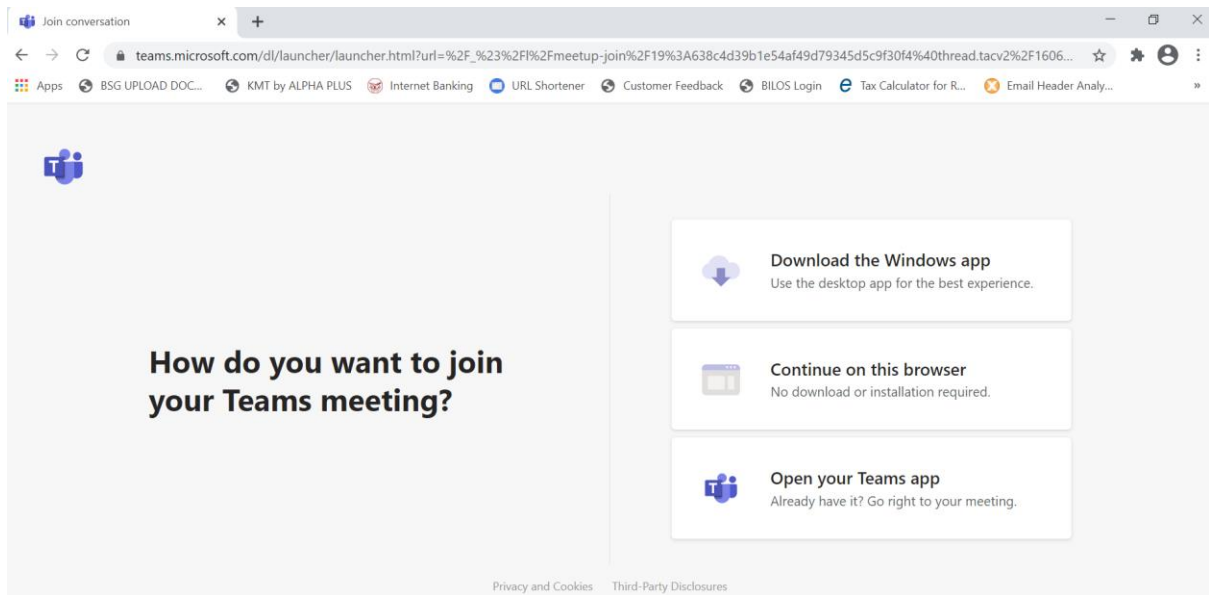 Join conversation
teams.microsoft.com/dl/launcher/launcher.html?url=%2F_%23%2Fl%2Fmeetup-join%2F19%3A638c4d39b1e54af49d79345d5c9f30f4%40thread.tacv2%2F1606...
Apps BSG UPLOAD DOC... KMT by ALPHA PLUS Internet Banking URL Shortener Customer Feedback BILOS Login Tax Calculator for R... Email Header Analy... »
T
How do you want to join
your Teams meeting?
Download the Windows app
Use the desktop app for the best experience.
Continue on this browser
No download or installation required.
T
Open your Teams app
Already have it? Go right to your meeting.
Privacy and Cookies Third-Party Disclosures